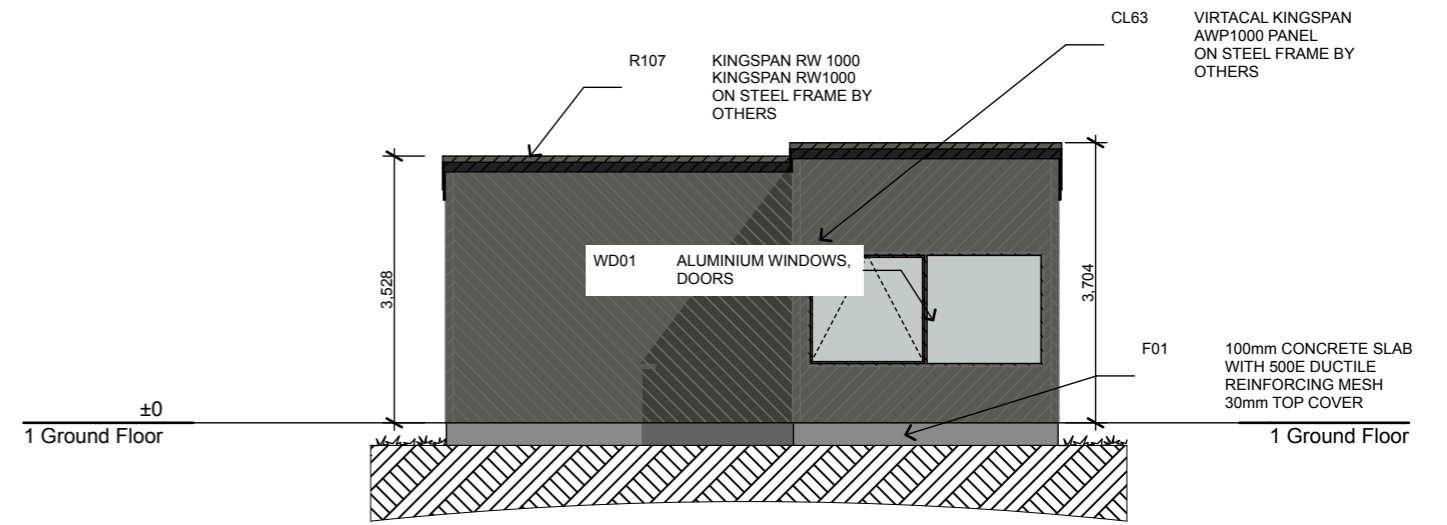 CL63 VIRTACAL KINGSPAN
AWP1000 PANEL
ON STEEL FRAME BY
OTHERS
R107 KINGSPAN RW 1000
KINGSPAN RW1000
ON STEEL FRAME BY
OTHERS
WD01 ALUMINIUM WINDOWS,
DOORS
3,528
3,704
F01 100mm CONCRETE SLAB
WITH 500E DUCTILE
REINFORCING MESH
30mm TOP COVER
±0
1 Ground Floor
1 Ground Floor